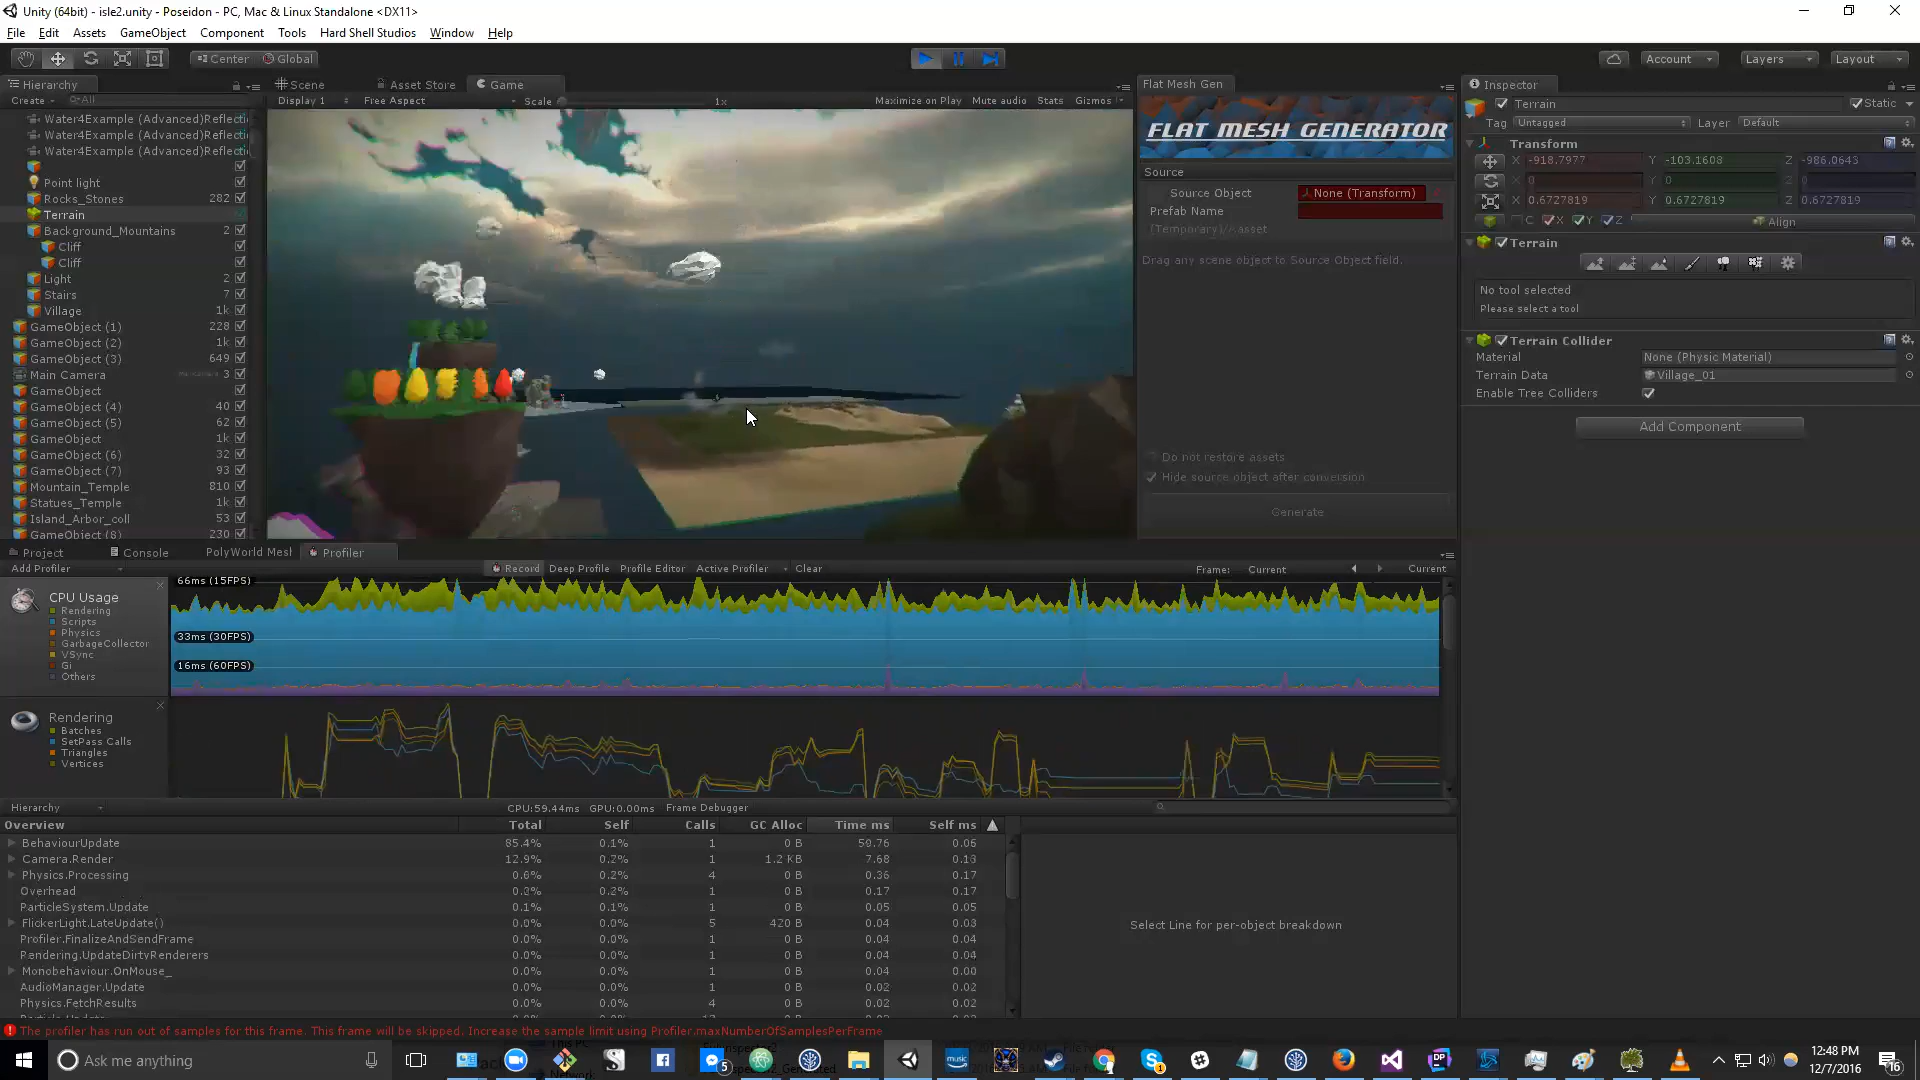 Unity (64bit) - isle2.unity - Poseidon - PC, Mac & Linux Standalone <DX11>
File Edit Assets GameObject Component Tools Hard Shell Studios Window Help
Center Global
Account Layers Layout
Hierarchy
Create All
Water4Example (Advanced)Reflecti
Water4Example (Advanced)Reflecti
Water4Example (Advanced)Reflecti
Point light
Rocks_Stones 282
Terrain
Background_Mountains 2
Cliff
Cliff
Light 2
Stairs 7
Village 1k
GameObject (1) 228
GameObject (2) 1k
GameObject (3) 649
Main Camera 3
GameObject
GameObject (4) 40
GameObject (5) 62
GameObject 1k
GameObject (6) 32
GameObject (7) 93
Mountain_Temple 810
Statues_Temple 1k
Island_Arbor_coll 53
GameObject (8) 230
Scene Asset Store Game
Display 1 Free Aspect Scale 1x Maximize on Play Mute audio Stats Gizmos
Flat Mesh Gen
FLAT MESH GENERATOR
Source
Source Object None (Transform)
Prefab Name
(Temporary)/Asset
Drag any scene object to Source Object field.
Do not restore assets
Hide source object after conversion
Generate
Inspector
Terrain Static
Tag Untagged Layer Default
Transform
X -918.7977 Y -103.1608 Z -986.0643
X 0 Y 0 Z 0
X 0.6727819 Y 0.6727819 Z 0.6727819
C X Y Z Align
Terrain
No tool selected
Please select a tool
Terrain Collider
Material None (Physic Material)
Terrain Data Village_01
Enable Tree Colliders
Add Component
Project Console PolyWorld Mesh Profiler
Add Profiler Record Deep Profile Profile Editor Active Profiler Clear Frame: Current Current
CPU Usage
Rendering
Scripts
Physics
GarbageCollector
VSync
Gi
Others
66ms (15FPS)
33ms (30FPS)
16ms (60FPS)
Rendering
Batches
SetPass Calls
Triangles
Vertices
Hierarchy CPU:59.44ms GPU:0.00ms Frame Debugger
Overview Total Self Calls GC Alloc Time ms Self ms
BehaviourUpdate 85.4% 0.1% 1 0 B 50.76 0.06
Camera.Render 12.9% 0.2% 1 1.2 KB 7.68 0.13
Physics.Processing 0.6% 0.2% 4 0 B 0.36 0.17
Overhead 0.2% 0.2% 1 0 B 0.17 0.17
ParticleSystem.Update 0.1% 0.1% 1 0 B 0.05 0.05
FlickerLight.LateUpdate() 0.0% 0.0% 5 420 B 0.04 0.03
Profiler.FinalizeAndSendFrame 0.0% 0.0% 1 0 B 0.04 0.04
Rendering.UpdateDirtyRenderers 0.0% 0.0% 1 0 B 0.04 0.04
Monobehaviour.OnMouse_ 0.0% 0.0% 1 0 B 0.04 0.00
AudioManager.Update 0.0% 0.0% 1 0 B 0.02 0.02
Physics.FetchResults 0.0% 0.0% 4 0 B 0.02 0.02
Select Line for per-object breakdown
The profiler has run out of samples for this frame. This frame will be skipped. Increase the sample limit using Profiler.maxNumberOfSamplesPerFrame
Ask me anything
5
music
DP
1
12:48 PM
12/7/2016
16